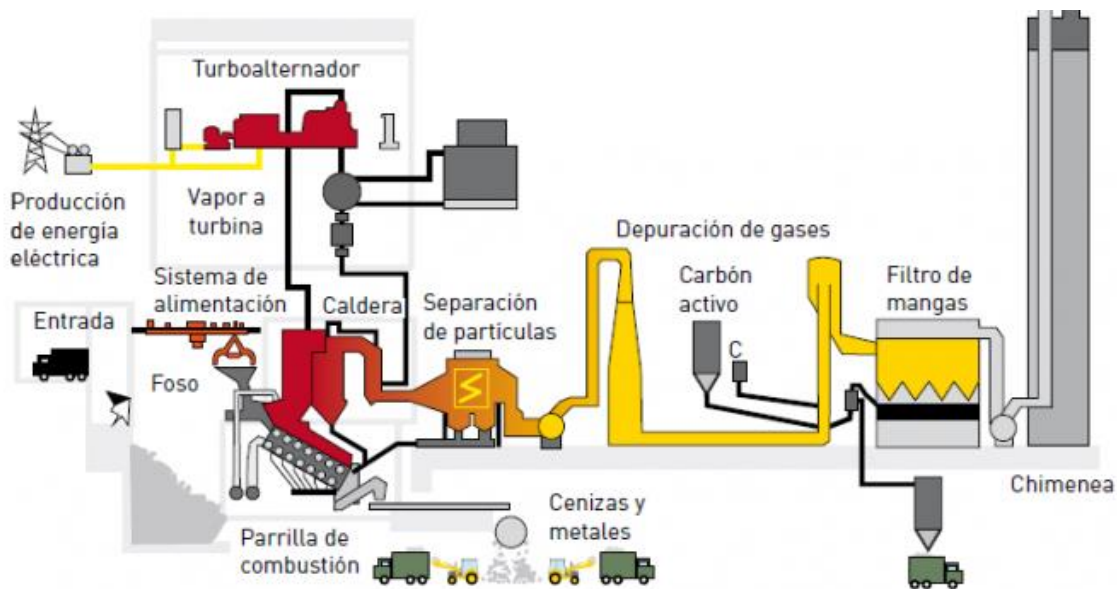 Turboalternador
Producción
de energía
eléctrica
Vapor a
turbina
Sistema de
alimentación
Caldera
Separación
de partículas
Depuración de gases
Carbón
activo
C
Filtro de
mangas
Entrada
Foso
Parrilla de
combustión
Cenizas y
metales
Chimenea